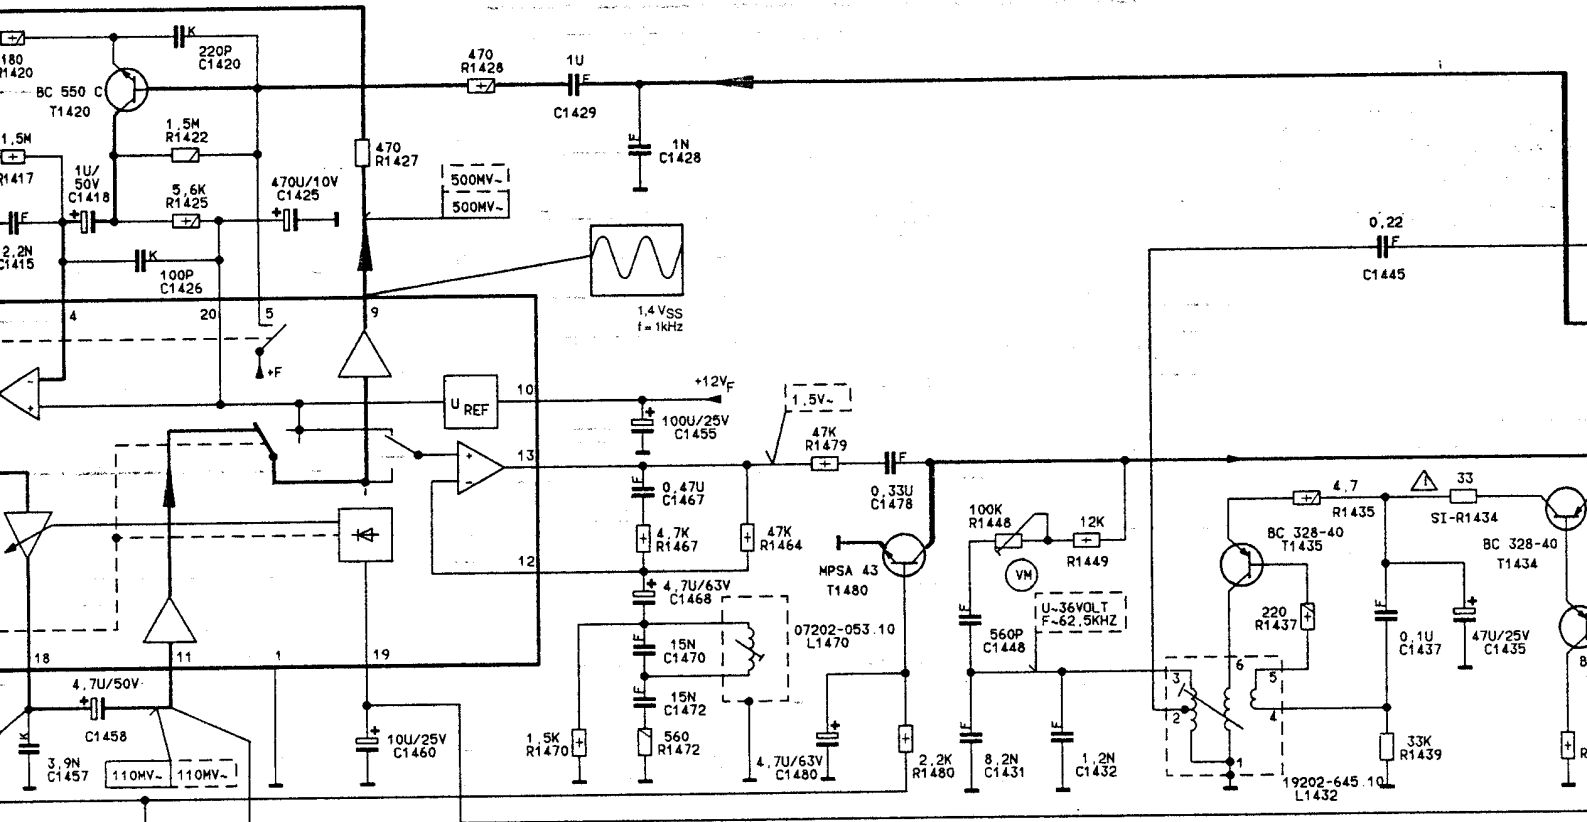 180
R1420
K
220P
C1420
BC 550 C
T1420
470
R1428
1U
F
C1429
F
1N
C1428
1,5M
R1417
1,5M
R1422
470
R1427
1U/
50V
C1418
+
5,6K
R1425
470U/10V
C1425
+
500MV~
500MV~
F
2,2N
C1415
K
100P
C1426
0,22
F
C1445
1,4 VSS
f = 1kHz
4
20
5
9
+F
-
+
U REF
10
+12VF
+
100U/25V
C1455
1,5V~
47K
R1479
13
+
-
F
0,47U
C1467
F
0,33U
C1478
4,7K
R1467
47K
R1464
12
+
4,7U/63V
C1468
MPSA 43
T1480
100K
R1448
12K
R1449
VM
F
560P
C1448
U~36VOLT
F~62,5KHZ
4,7
R1435
33
SI-R1434
BC 328-40
T1435
BC 328-40
T1434
220
R1437
F
0,1U
C1437
+
47U/25V
C1435
18
11
1
19
4,7U/50V
+
C1458
K
3,9N
C1457
110MV~
110MV~
+
10U/25V
C1460
F
15N
C1470
F
15N
C1472
1,5K
R1470
560
R1472
07202-053.10
L1470
+
4,7U/63V
C1480
2,2K
R1480
F
8,2N
C1431
F
1,2N
C1432
3
2
6
5
4
1
19202-645.10
L1432
33K
R1439
8
R